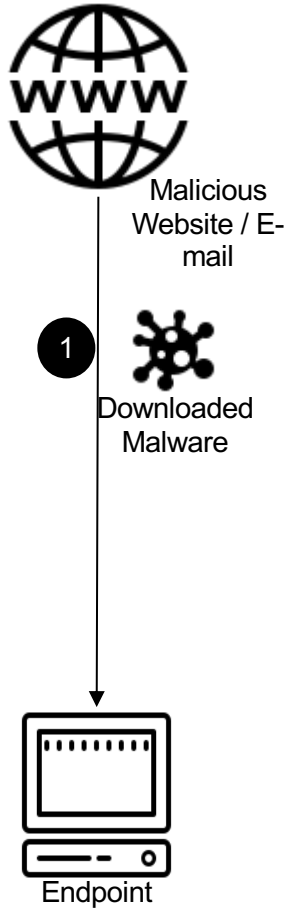 WWW
Malicious
Website / E-
mail
1
Downloaded
Malware
Endpoint